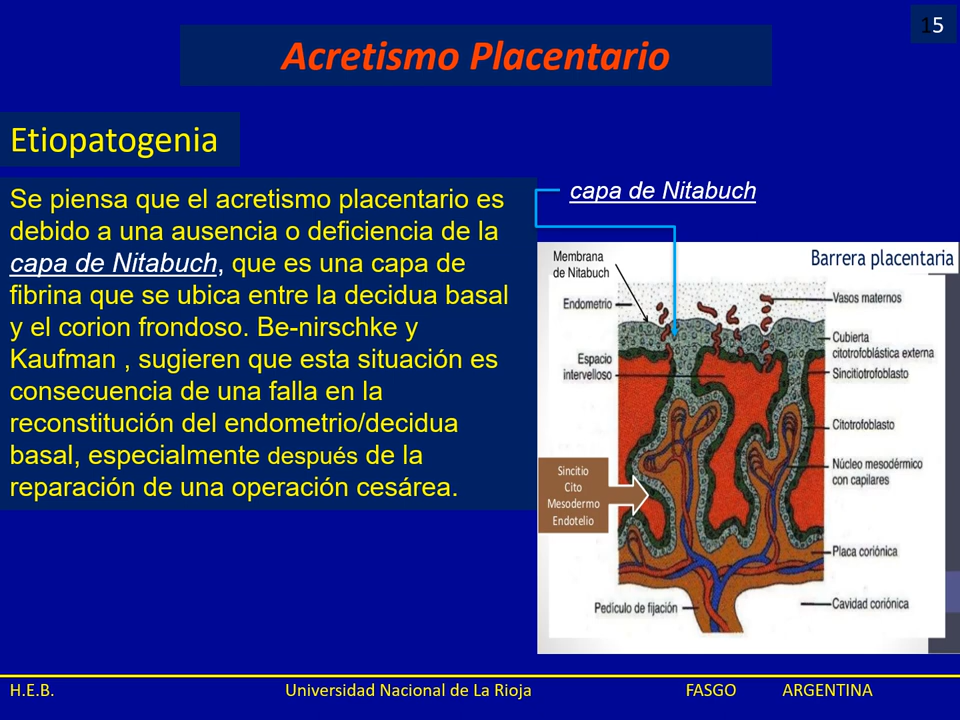 15
Acretismo Placentario
Etiopatogenia
Se piensa que el acretismo placentario es
debido a una ausencia o deficiencia de la
capa de Nitabuch, que es una capa de
fibrina que se ubica entre la decidua basal
y el corion frondoso. Be-nirschke y
Kaufman , sugieren que esta situación es
consecuencia de una falla en la
reconstitución del endometrio/decidua
basal, especialmente después de la
reparación de una operación cesárea.
capa de Nitabuch
Barrera placentaria
Membrana
de Nitabuch
Endometrio
Espacio
intervelloso
Sincitio
Cito
Mesodermo
Endotelio
Pedículo de fijación
Vasos maternos
Cubierta
citotrofoblástica externa
Sincitiotrofoblasto
Citotrofoblasto
Núcleo mesodérmico
con capilares
Placa coriónica
Cavidad coriónica
H.E.B. Universidad Nacional de La Rioja FASGO ARGENTINA